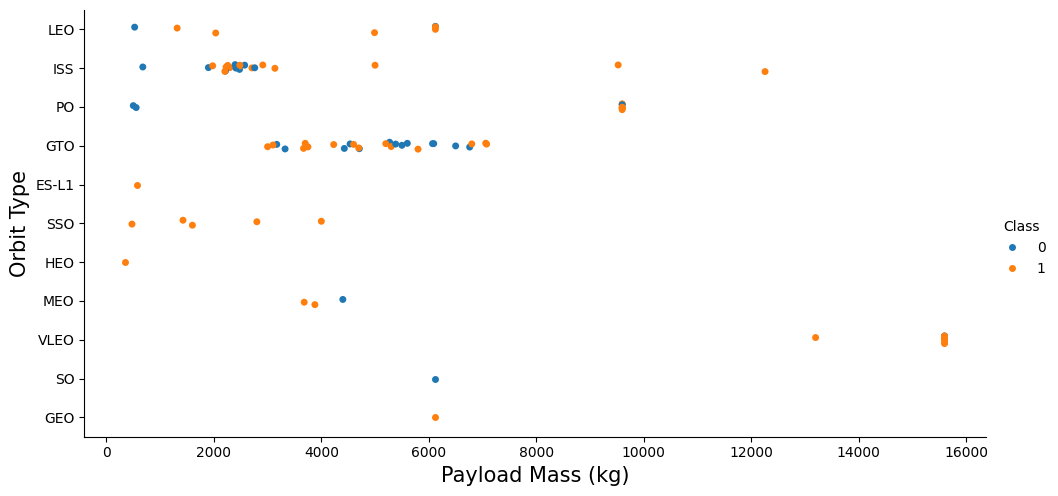 LEO
ISS
PO
GTO
ES-L1
SSO
HEO
MEO
VLEO
SO
GEO
Orbit Type
0 2000 4000 6000 8000 10000 12000 14000 16000
Payload Mass (kg)
Class
0
1